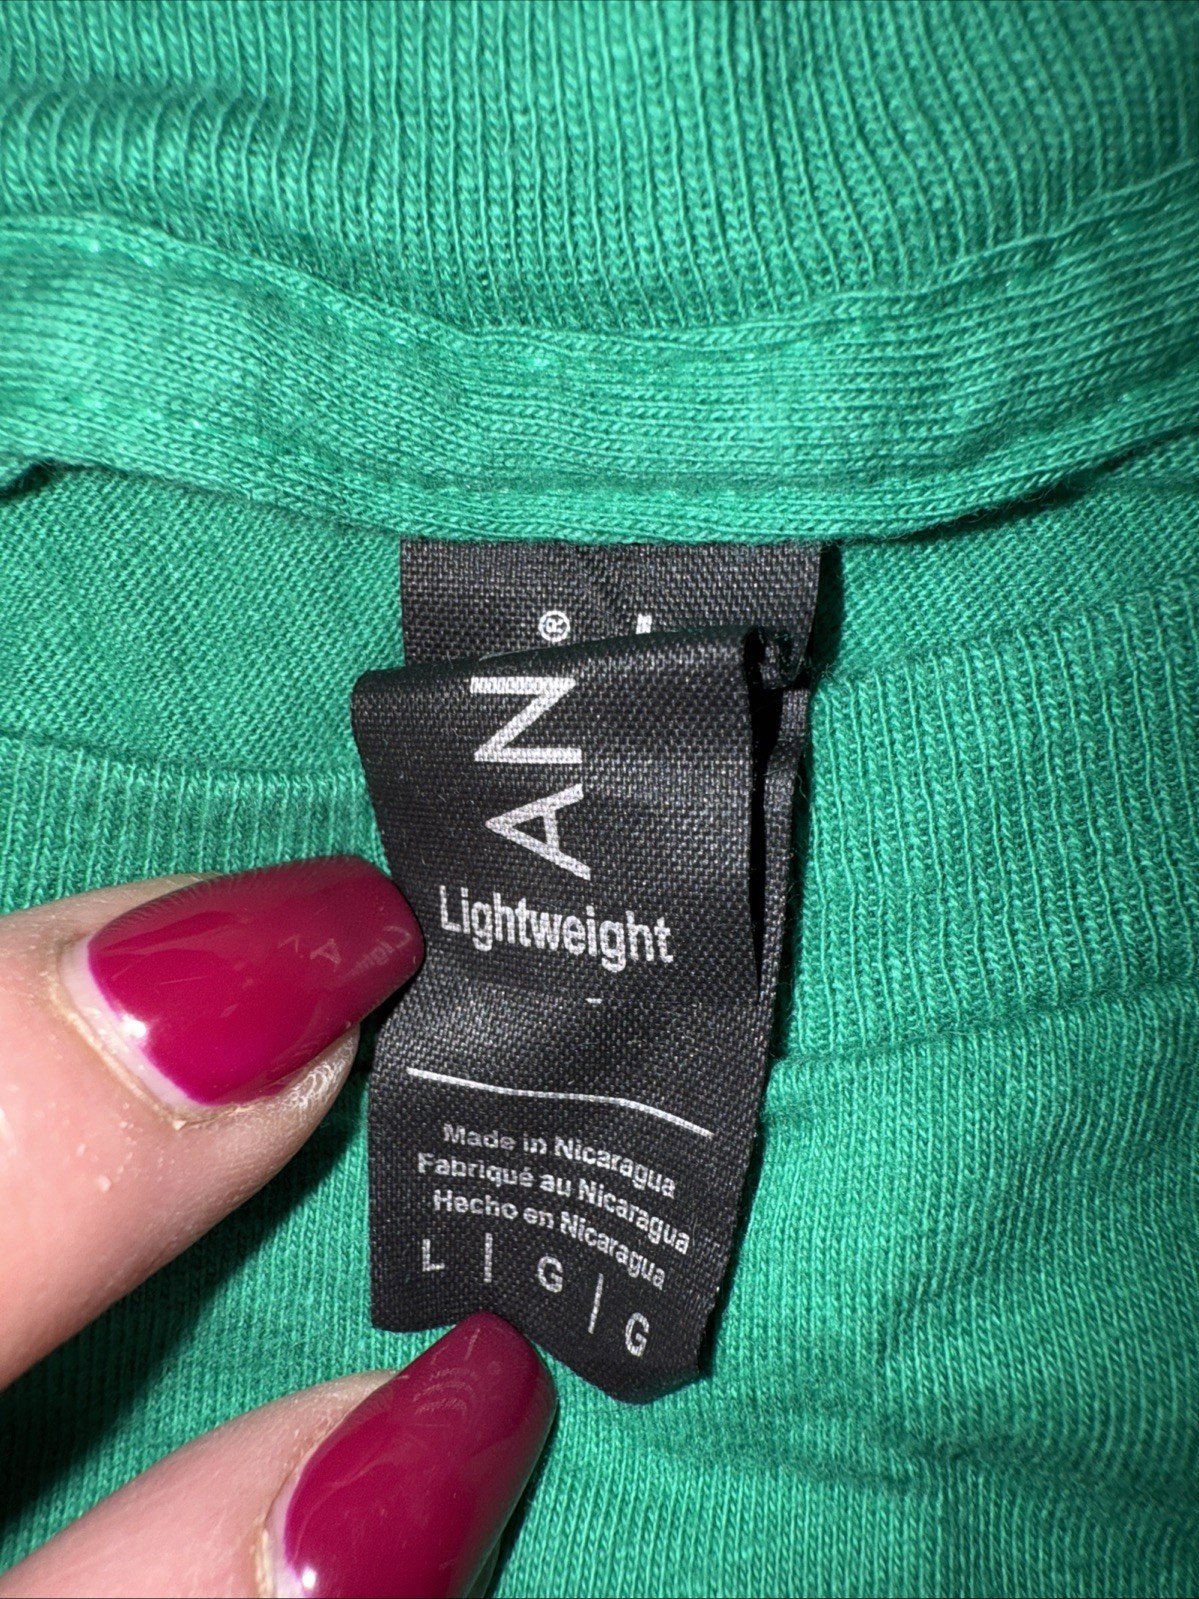 ®
AN
Lightweight
Made in Nicaragua
Fabriqué au Nicaragua
Hecho en Nicaragua
L | G | G